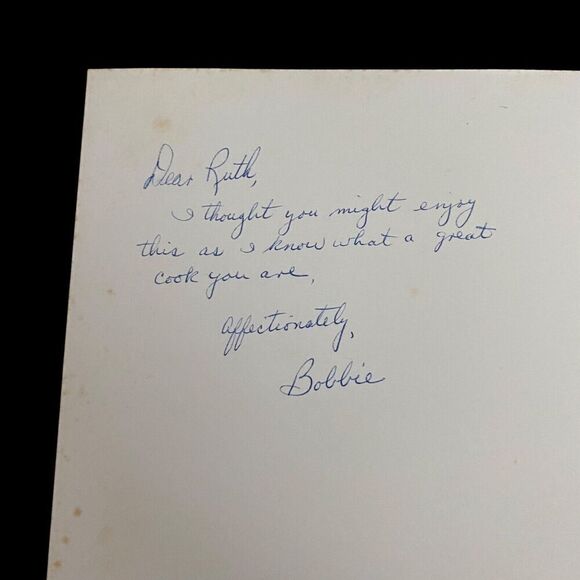 Dear Ruth,
I thought you might enjoy
this as I know what a great
cook you are,
Affectionately,
Bobbie